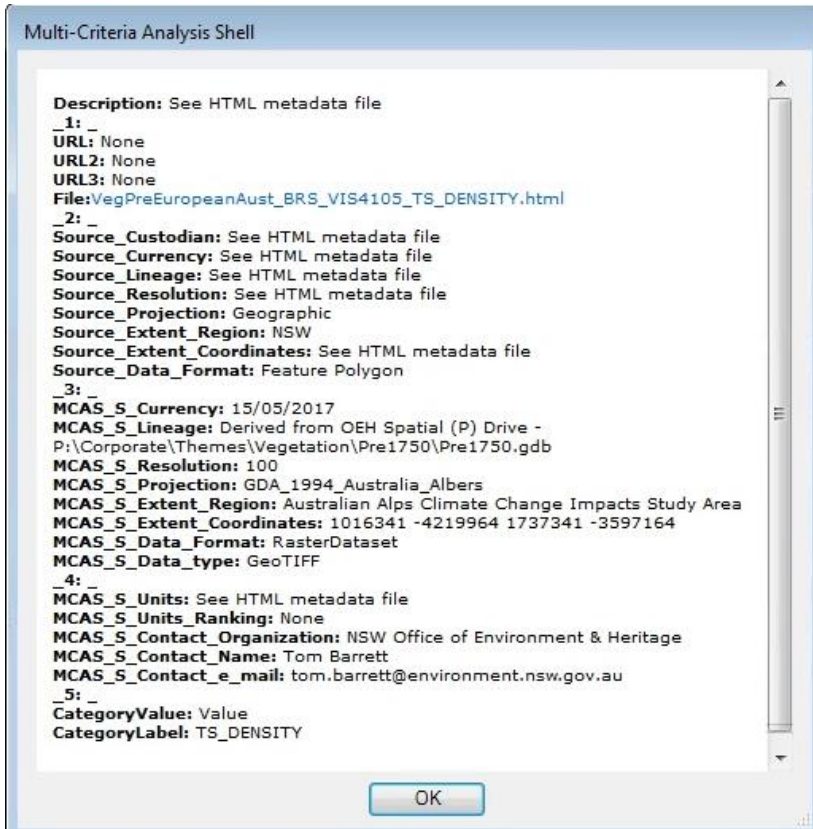 Multi-Criteria Analysis Shell
Description: See HTML metadata file
_1: _
URL: None
URL2: None
URL3: None
File:VegPreEuropeanAust_BRS_VIS4105_TS_DENSITY.html
_2: _
Source_Custodian: See HTML metadata file
Source_Currency: See HTML metadata file
Source_Lineage: See HTML metadata file
Source_Resolution: See HTML metadata file
Source_Projection: Geographic
Source_Extent_Region: NSW
Source_Extent_Coordinates: See HTML metadata file
Source_Data_Format: Feature Polygon
_3: _
MCAS_S_Currency: 15/05/2017
MCAS_S_Lineage: Derived from OEH Spatial (P) Drive -
P:\Corporate\Themes\Vegetation\Pre1750\Pre1750.gdb
MCAS_S_Resolution: 100
MCAS_S_Projection: GDA_1994_Australia_Albers
MCAS_S_Extent_Region: Australian Alps Climate Change Impacts Study Area
MCAS_S_Extent_Coordinates: 1016341 -4219964 1737341 -3597164
MCAS_S_Data_Format: RasterDataset
MCAS_S_Data_type: GeoTIFF
_4: _
MCAS_S_Units: See HTML metadata file
MCAS_S_Units_Ranking: None
MCAS_S_Contact_Organization: NSW Office of Environment & Heritage
MCAS_S_Contact_Name: Tom Barrett
MCAS_S_Contact_e_mail: tom.barrett@environment.nsw.gov.au
_5: _
CategoryValue: Value
CategoryLabel: TS_DENSITY
OK